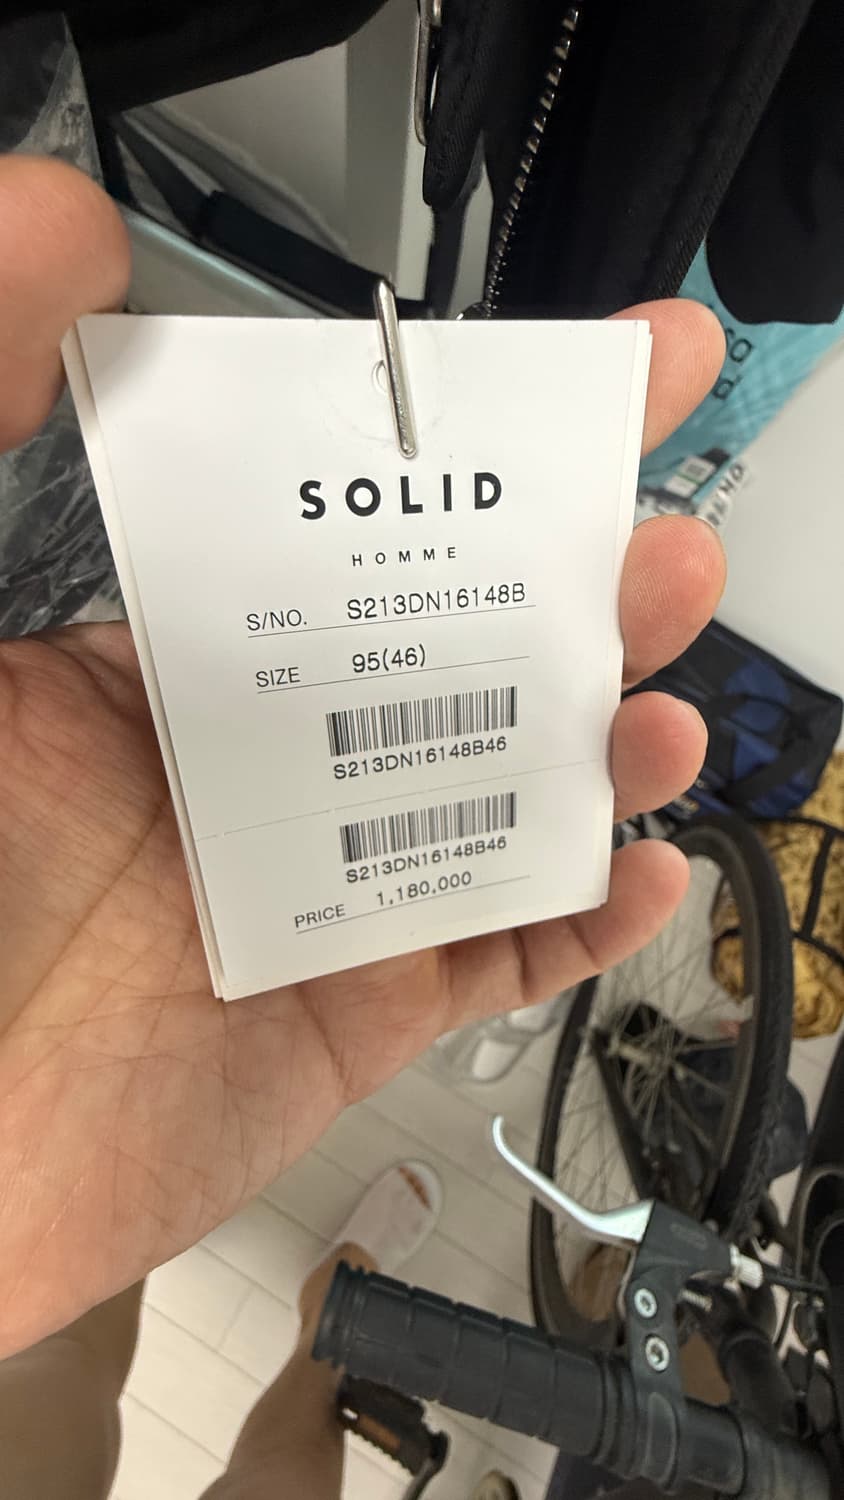 SOLID
HOMME
S/NO. S213DN16148B
SIZE 95(46)
S213DN16148B46
S213DN16148B46
PRICE 1,180,000